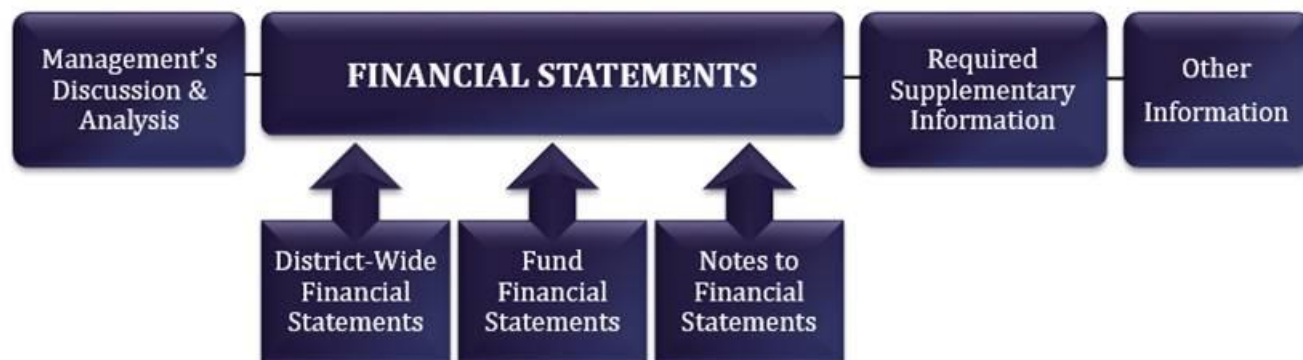 Management's
Discussion &
Analysis
FINANCIAL STATEMENTS
Required
Supplementary
Information
Other
Information
District-Wide
Financial
Statements
Fund
Financial
Statements
Notes to
Financial
Statements